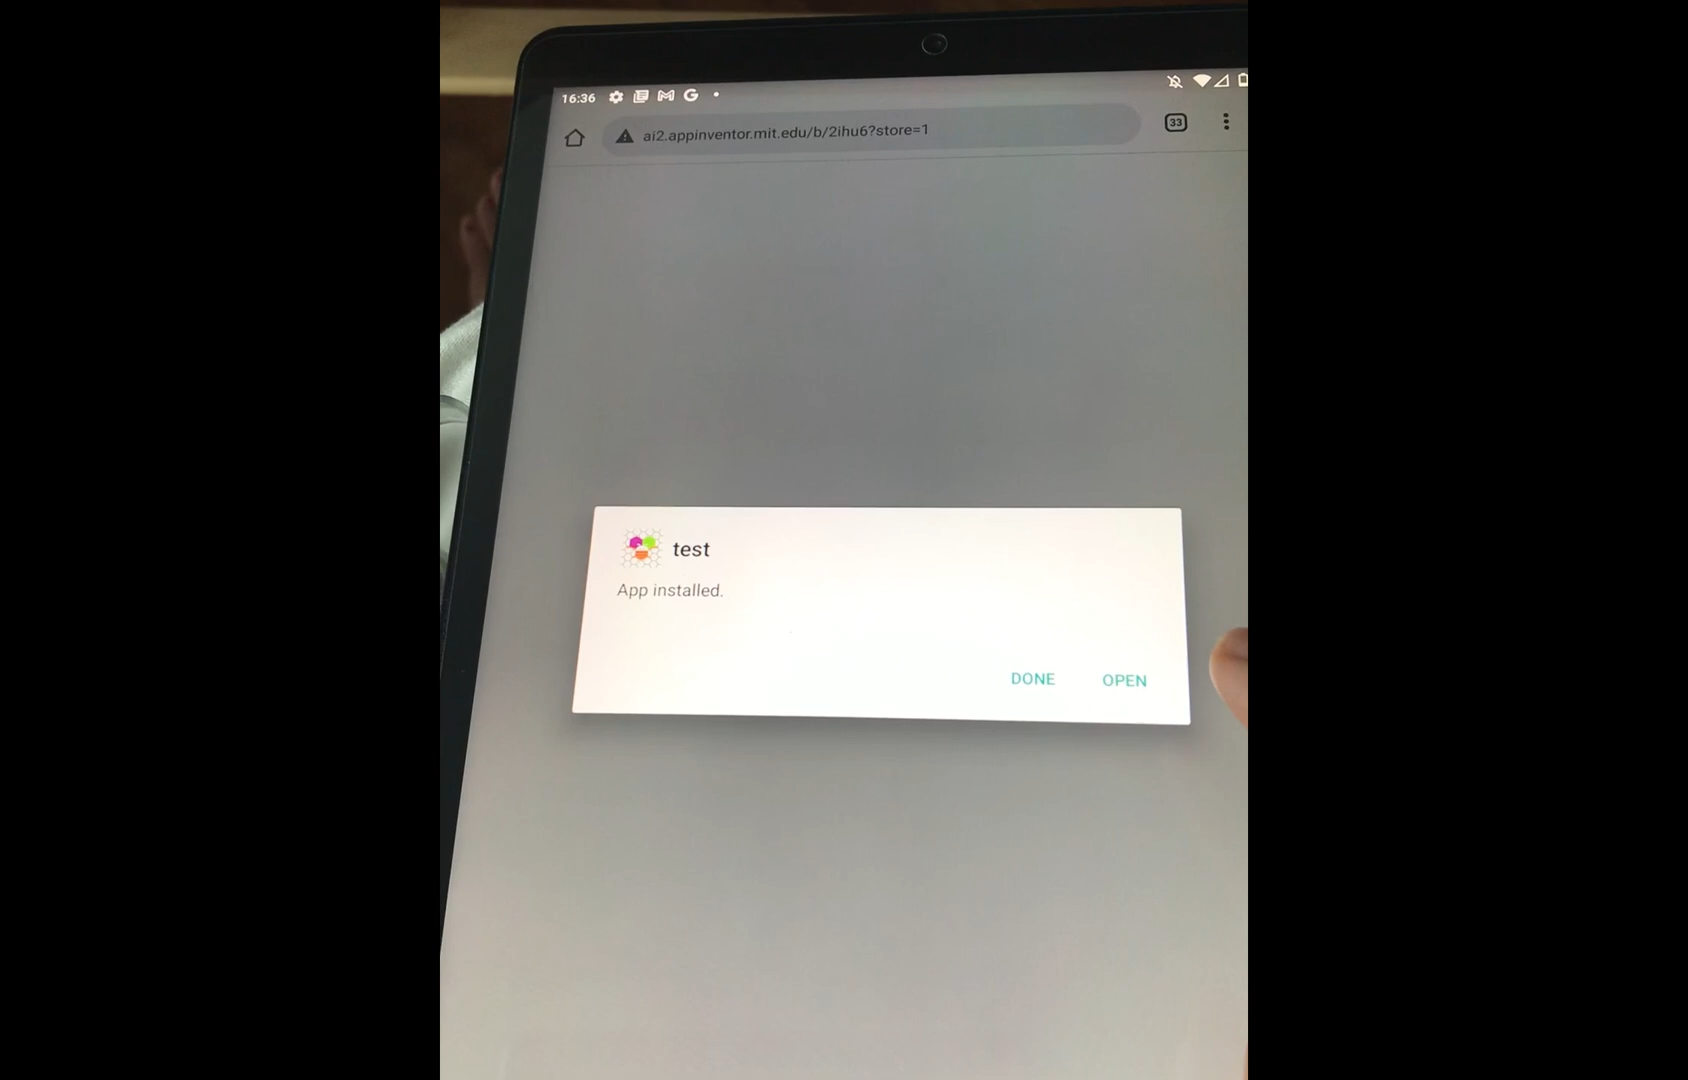 16:36
ai2.appinventor.mit.edu/b/2ihu6?store=1
33
test
App installed.
DONE OPEN